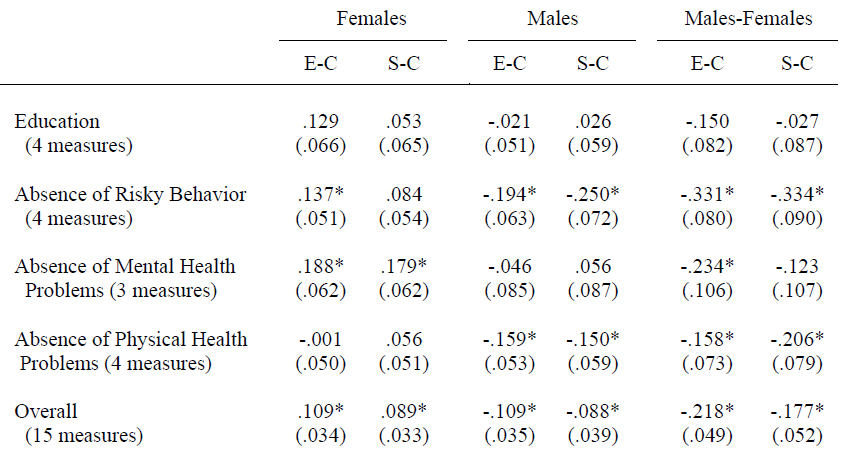 Females Males Males-Females
E-C S-C E-C S-C E-C S-C
Education .129 .053 -.021 .026 -.150 -.027
(4 measures) (.066) (.065) (.051) (.059) (.082) (.087)
Absence of Risky Behavior .137* .084 -.194* -.250* -.331* -.334*
(4 measures) (.051) (.054) (.063) (.072) (.080) (.090)
Absence of Mental Health .188* .179* -.046 .056 -.234* -.123
Problems (3 measures) (.062) (.062) (.085) (.087) (.106) (.107)
Absence of Physical Health -.001 .056 -.159* -.150* -.158* -.206*
Problems (4 measures) (.050) (.051) (.053) (.059) (.073) (.079)
Overall .109* .089* -.109* -.088* -.218* -.177*
(15 measures) (.034) (.033) (.035) (.039) (.049) (.052)